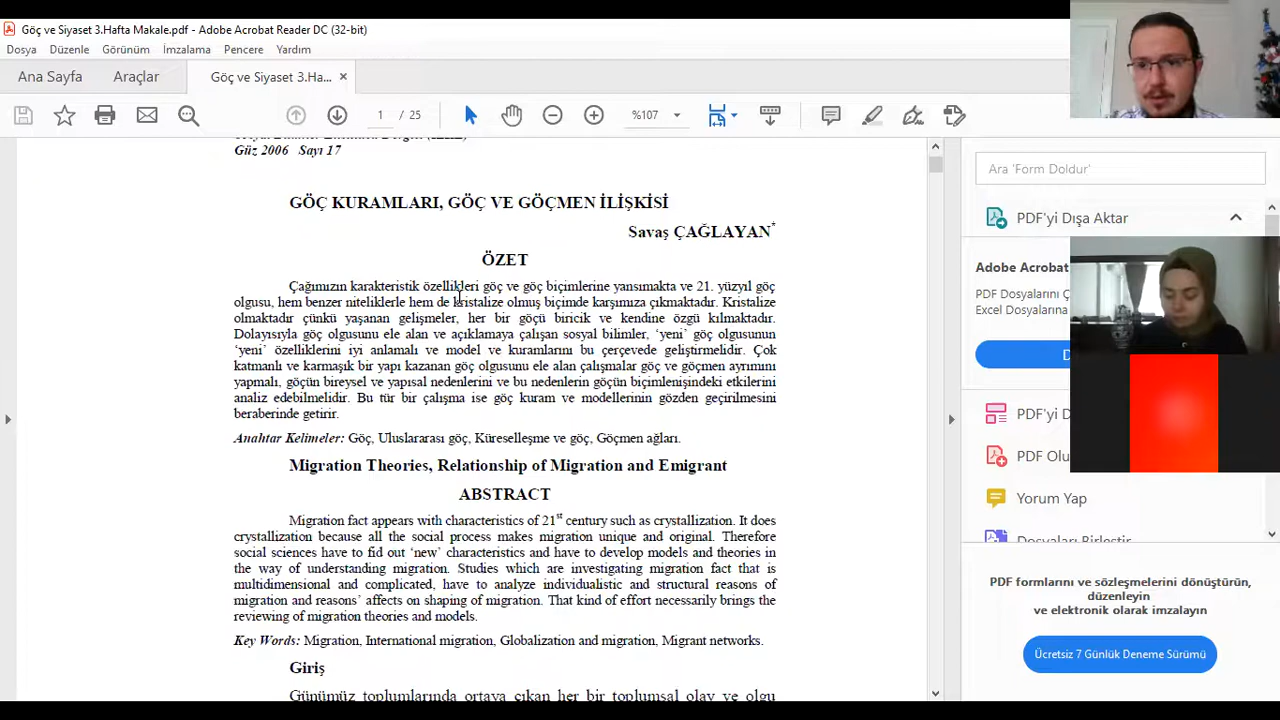 Göç ve Siyaset 3.Hafta Makale.pdf - Adobe Acrobat Reader DC (32-bit)
Dosya Düzenle Görünüm İmzalama Pencere Yardım
Ana Sayfa Araçlar Göç ve Siyaset 3.Ha... ×
1 / 25 %107
Güz 2006 Sayı 17
GÖÇ KURAMLARI, GÖÇ VE GÖÇMEN İLİŞKİSİ
Savaş ÇAĞLAYAN*
ÖZET
Çağımızın karakteristik özellikleri göç ve göç biçimlerine yansımakta ve 21. yüzyıl göç
olgusu, hem benzer niteliklerle hem de kristalize olmuş biçimde karşımıza çıkmaktadır. Kristalize
olmaktadır çünkü yaşanan gelişmeler, her bir göçü biricik ve kendine özgü kılmaktadır.
Dolayısıyla göç olgusunu ele alan ve açıklamaya çalışan sosyal bilimler, ‘yeni’ göç olgusunun
‘yeni’ özelliklerini iyi anlamalı ve model ve kuramlarını bu çerçevede geliştirmelidir. Çok
katmanlı ve karmaşık bir yapı kazanan göç olgusunu ele alan çalışmalar göç ve göçmen ayrımını
yapmalı, göçün bireysel ve yapısal nedenlerini ve bu nedenlerin göçün biçimlenişindeki etkilerini
analiz edebilmelidir. Bu tür bir çalışma ise göç kuram ve modellerinin gözden geçirilmesini
beraberinde getirir.
Anahtar Kelimeler: Göç, Uluslararası göç, Küreselleşme ve göç, Göçmen ağları.
Migration Theories, Relationship of Migration and Emigrant
ABSTRACT
Migration fact appears with characteristics of 21st century such as crystallization. It does
crystallization because all the social process makes migration unique and original. Therefore
social sciences have to fid out ‘new’ characteristics and have to develop models and theories in
the way of understanding migration. Studies which are investigating migration fact that is
multidimensional and complicated, have to analyze individualistic and structural reasons of
migration and reasons’ affects on shaping of migration. That kind of effort necessarily brings the
reviewing of migration theories and models.
Key Words: Migration, International migration, Globalization and migration, Migrant networks.
Giriş
Günümüz toplumlarında ortaya çıkan her bir toplumsal olay ve olgu
Ara 'Form Doldur'
PDF'yi Dışa Aktar
Adobe Acrobat
PDF Dosyalarını
Excel Dosyalarına
PDF'yi
PDF
Yorum Yap
Dosyaları Birleştir
PDF formlarını ve sözleşmelerini dönüştürün,
düzenleyin
ve elektronik olarak imzalayın
Ücretsiz 7 Günlük Deneme Sürümü